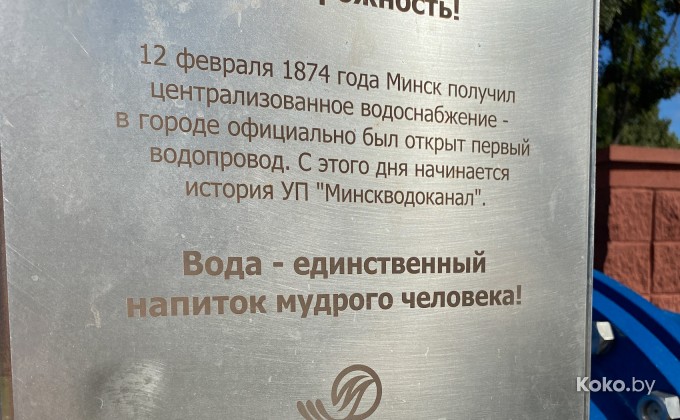 12 февраля 1874 года Минск получил
централизованное водоснабжение -
в городе официально был открыт первый
водопровод. С этого дня начинается
история УП "Минскводоканал".
Вода - единственный
напиток мудрого человека!
Koko.by